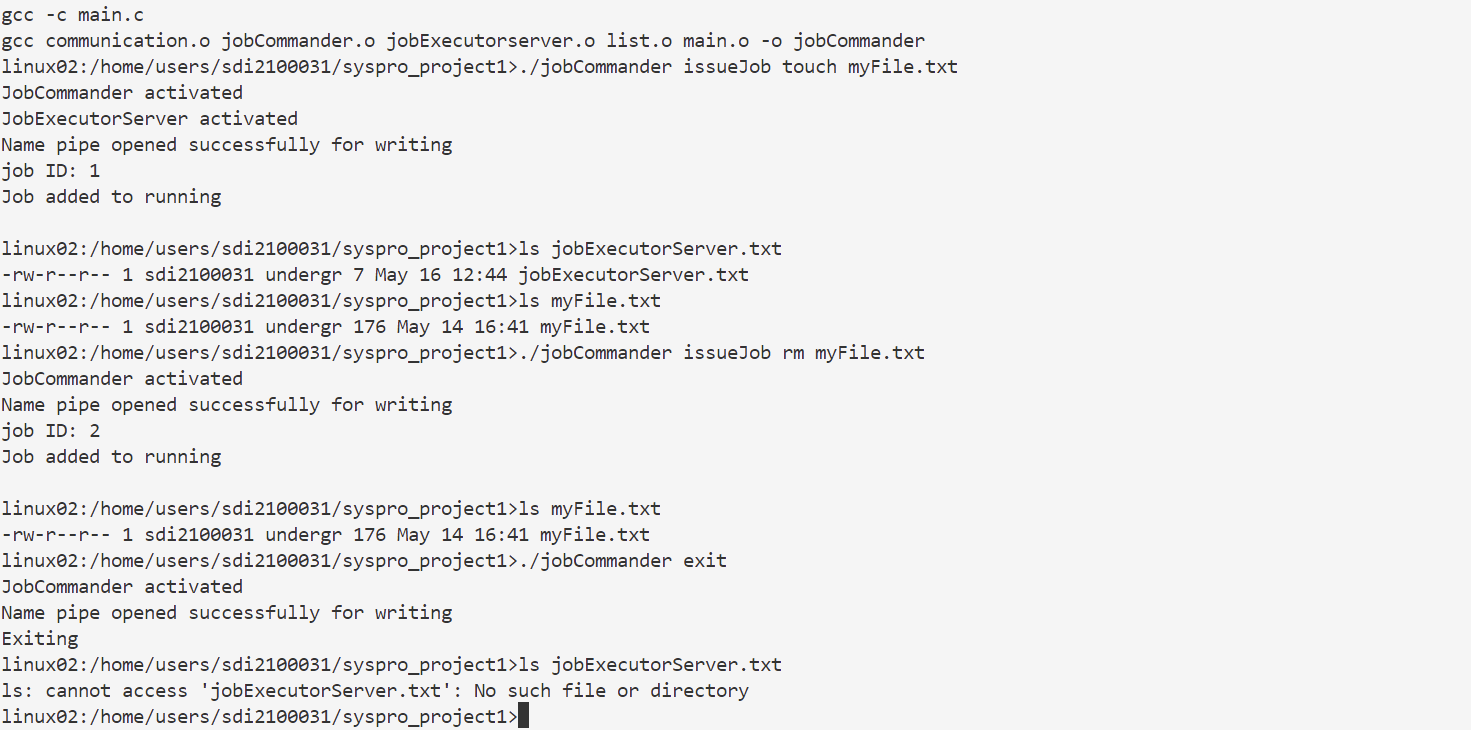 gcc -c main.c
gcc communication.o jobCommander.o jobExecutorserver.o list.o main.o -o jobCommander
linux02:/home/users/sdi2100031/syspro_project1>./jobCommander issueJob touch myFile.txt
JobCommander activated
JobExecutorServer activated
Name pipe opened successfully for writing
job ID: 1
Job added to running
linux02:/home/users/sdi2100031/syspro_project1>ls jobExecutorServer.txt
-rw-r--r-- 1 sdi2100031 undergr 7 May 16 12:44 jobExecutorServer.txt
linux02:/home/users/sdi2100031/syspro_project1>ls myFile.txt
-rw-r--r-- 1 sdi2100031 undergr 176 May 14 16:41 myFile.txt
linux02:/home/users/sdi2100031/syspro_project1>./jobCommander issueJob rm myFile.txt
JobCommander activated
Name pipe opened successfully for writing
job ID: 2
Job added to running
linux02:/home/users/sdi2100031/syspro_project1>ls myFile.txt
-rw-r--r-- 1 sdi2100031 undergr 176 May 14 16:41 myFile.txt
linux02:/home/users/sdi2100031/syspro_project1>./jobCommander exit
JobCommander activated
Name pipe opened successfully for writing
Exiting
linux02:/home/users/sdi2100031/syspro_project1>ls jobExecutorServer.txt
ls: cannot access 'jobExecutorServer.txt': No such file or directory
linux02:/home/users/sdi2100031/syspro_project1>